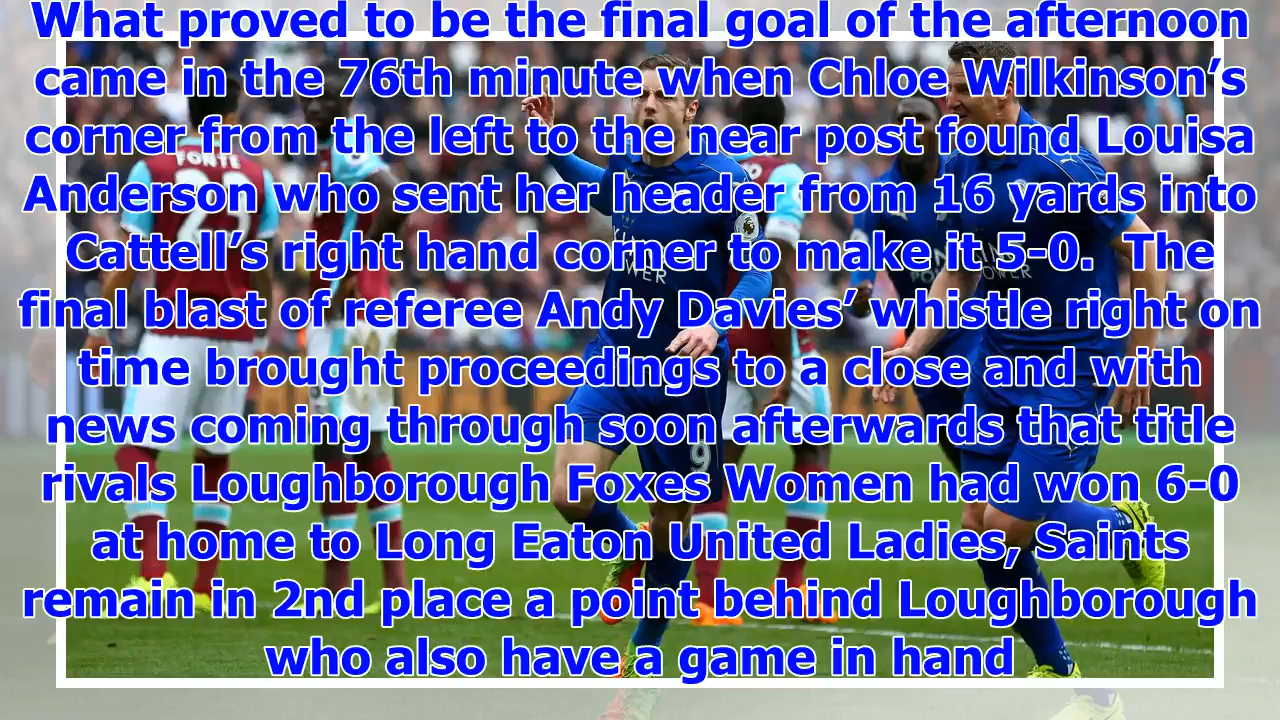 What proved to be the final goal of the afternoon
came in the 76th minute when Chloe Wilkinson’s
corner from the left to the near post found Louisa
Anderson who sent her header from 16 yards into
Cattell’s right hand corner to make it 5-0.  The
final blast of referee Andy Davies’ whistle right on
time brought proceedings to a close and with
news coming through soon afterwards that title
rivals Loughborough Foxes Women had won 6-0
at home to Long Eaton United Ladies, Saints
remain in 2nd place a point behind Loughborough
who also have a game in hand
FONTE
23
9
POWER